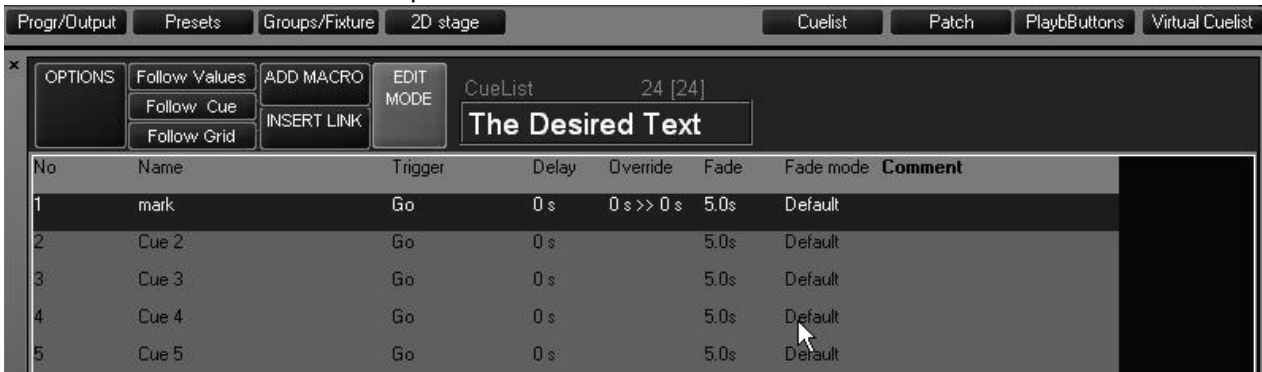 Progr/Output Presets Groups/Fixture 2D stage Cuelist Patch PlaybButtons Virtual Cuelist
×
OPTIONS Follow Values ADD MACRO EDIT MODE
Follow Cue
Follow Grid INSERT LINK
CueList 24 [24]
The Desired Text
No Name Trigger Delay Override Fade Fade mode Comment
1 mark Go 0 s 0 s >> 0 s 5.0s Default
2 Cue 2 Go 0 s 5.0s Default
3 Cue 3 Go 0 s 5.0s Default
4 Cue 4 Go 0 s 5.0s Default
5 Cue 5 Go 0 s 5.0s Default